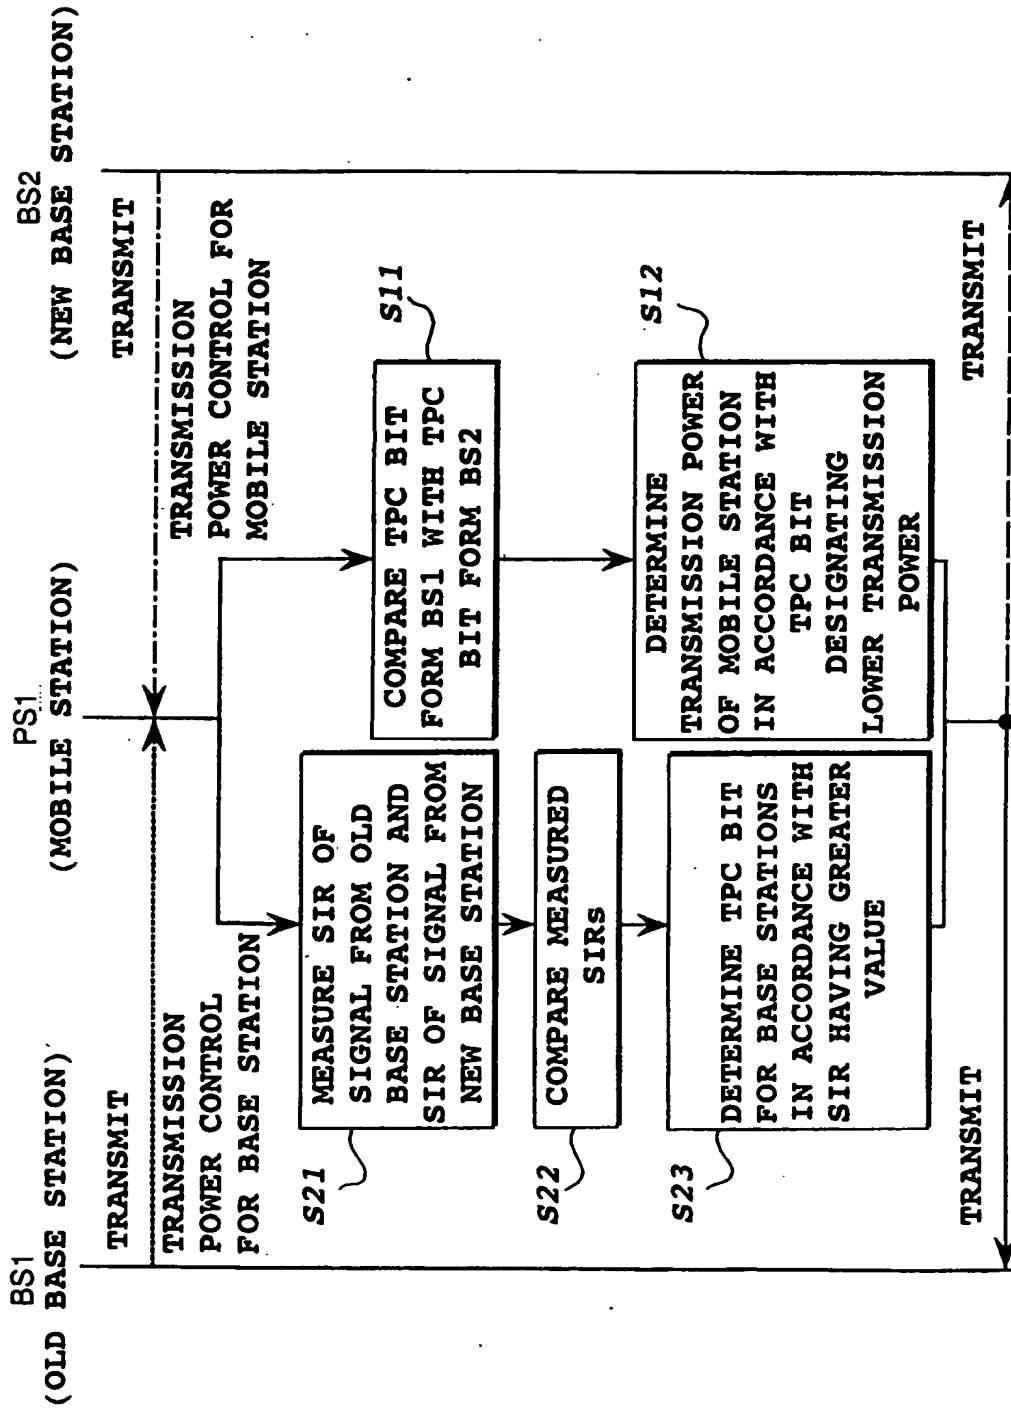 BS1
(OLD BASE STATION)
PS1
(MOBILE STATION)
BS2
(NEW BASE STATION)
TRANSMIT
TRANSMIT
TRANSMISSION
POWER CONTROL
FOR BASE STATION
TRANSMISSION
POWER CONTROL FOR
MOBILE STATION
S21
MEASURE SIR OF
SIGNAL FROM OLD
BASE STATION AND
SIR OF SIGNAL FROM
NEW BASE STATION
S11
COMPARE TPC BIT
FORM BS1 WITH TPC
BIT FORM BS2
S22
COMPARE MEASURED
SIRs
S23
DETERMINE TPC BIT
FOR BASE STATIONS
IN ACCORDANCE WITH
SIR HAVING GREATER
VALUE
S12
DETERMINE
TRANSMISSION POWER
OF MOBILE STATION
IN ACCORDANCE WITH
TPC BIT
DESIGNATING
LOWER TRANSMISSION
POWER
TRANSMIT
TRANSMIT